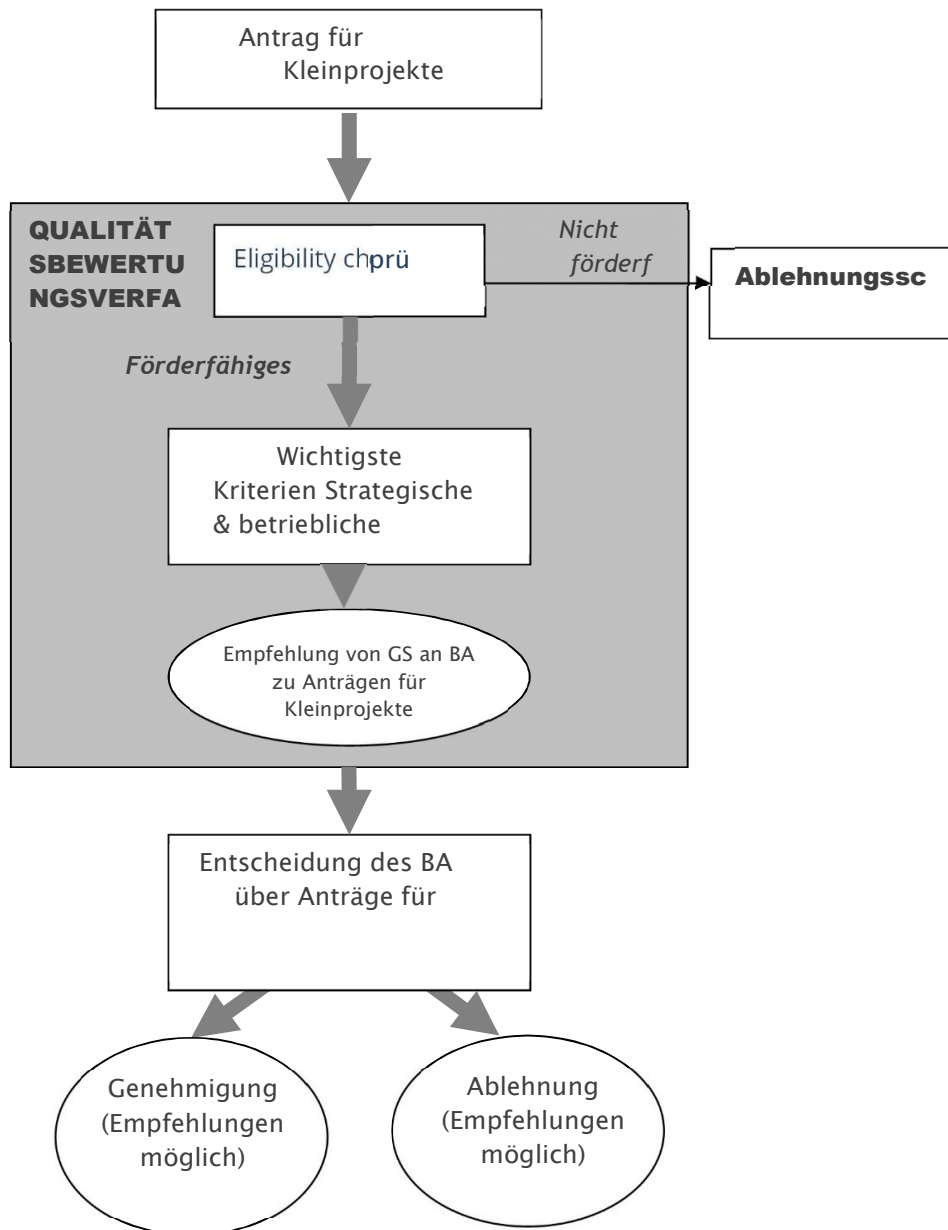 Antrag für
Kleinprojekte
QUALITÄT
SBEWERTU
NGSVERFA
Eligibility chprü
Nicht
förderf
Ablehnungssc
Förderfähiges
Wichtigste
Kriterien Strategische
& betriebliche
Empfehlung von GS an BA
zu Anträgen für
Kleinprojekte
Entscheidung des BA
über Anträge für
Genehmigung
(Empfehlungen
möglich)
Ablehnung
(Empfehlungen
möglich)